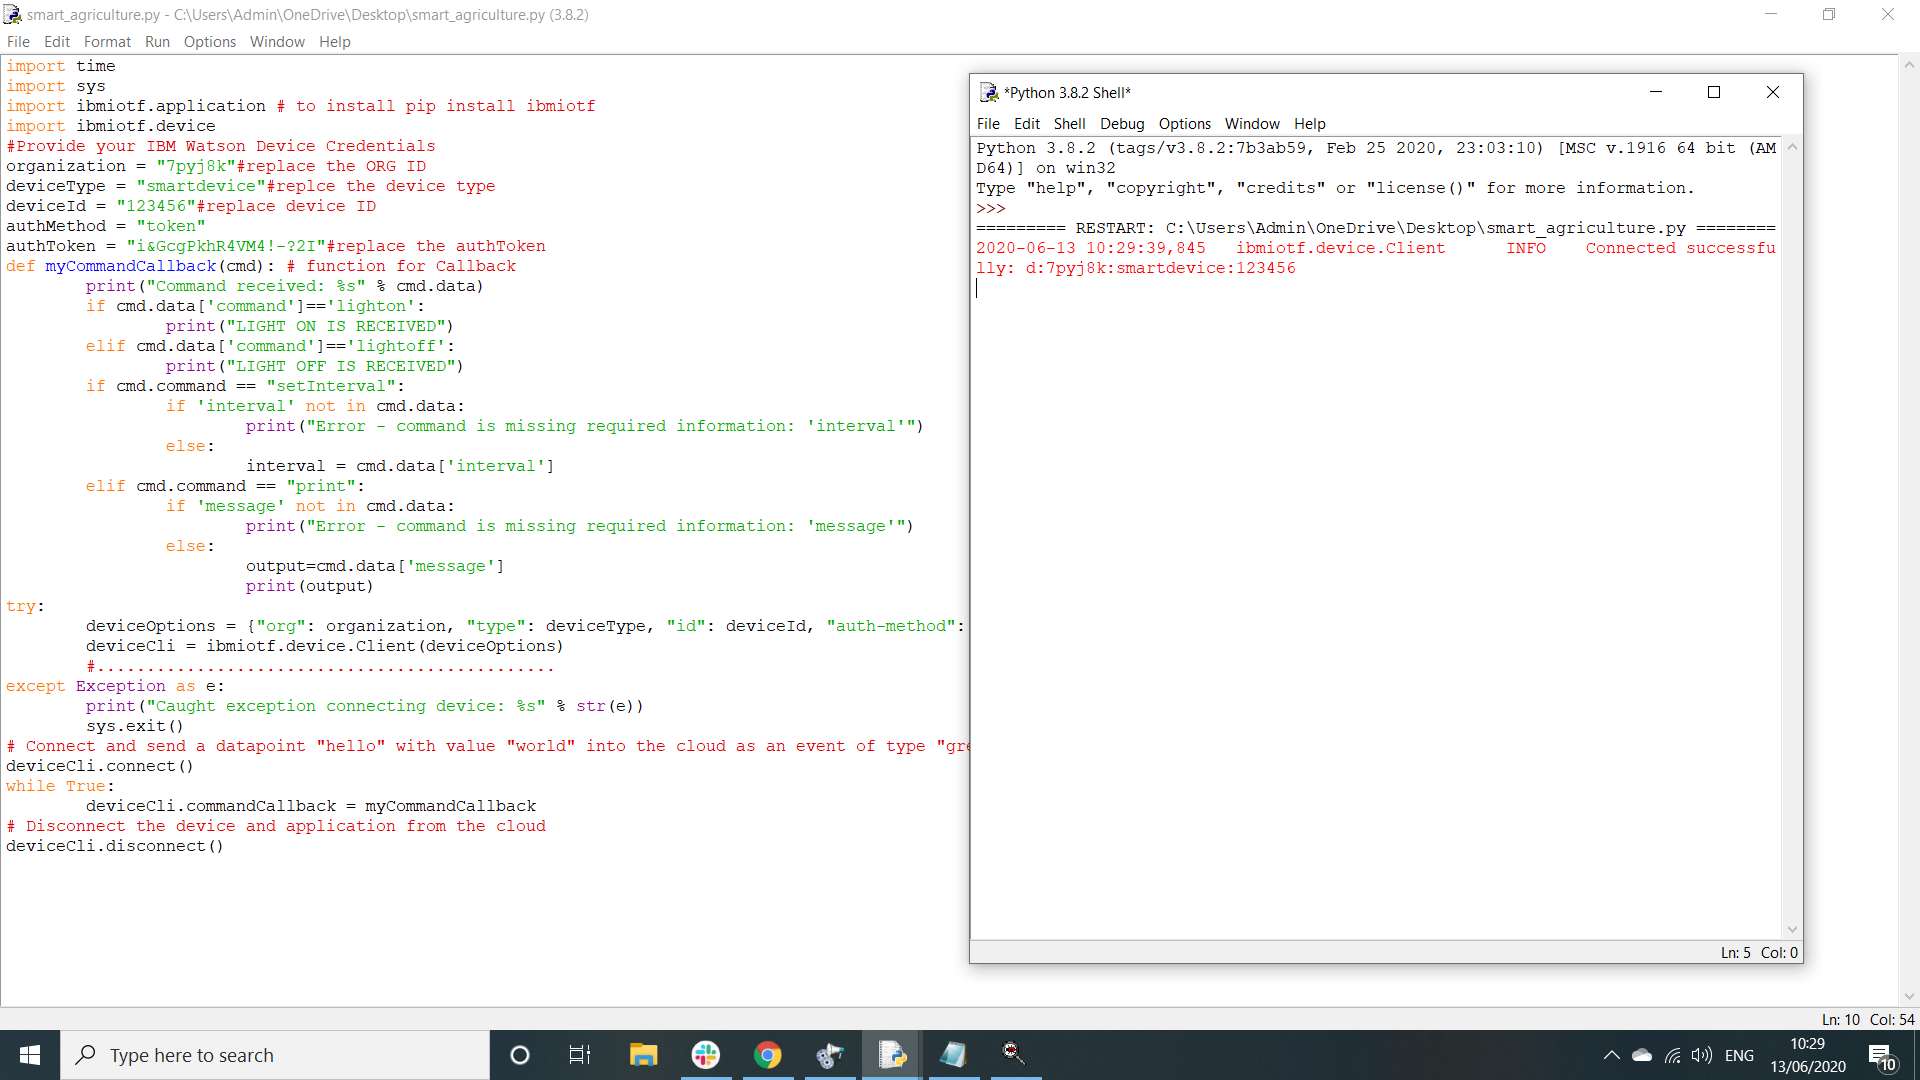 smart_agriculture.py - C:\Users\Admin\OneDrive\Desktop\smart_agriculture.py (3.8.2)
File Edit Format Run Options Window Help
import time
import sys
import ibmiotf.application # to install pip install ibmiotf
import ibmiotf.device
#Provide your IBM Watson Device Credentials
organization = "7pyj8k"#replace the ORG ID
deviceType = "smartdevice"#replce the device type
deviceId = "123456"#replace device ID
authMethod = "token"
authToken = "i&GcgPkhR4VM4!-?2I"#replace the authToken
def myCommandCallback(cmd): # function for Callback
        print("Command received: %s" % cmd.data)
        if cmd.data['command']=='lighton':
                print("LIGHT ON IS RECEIVED")
        elif cmd.data['command']=='lightoff':
                print("LIGHT OFF IS RECEIVED")
        if cmd.command == "setInterval":
                if 'interval' not in cmd.data:
                        print("Error - command is missing required information: 'interval'")
                else:
                        interval = cmd.data['interval']
        elif cmd.command == "print":
                if 'message' not in cmd.data:
                        print("Error - command is missing required information: 'message'")
                else:
                        output=cmd.data['message']
                        print(output)
try:
        deviceOptions = {"org": organization, "type": deviceType, "id": deviceId, "auth-method":
        deviceCli = ibmiotf.device.Client(deviceOptions)
        #..............................................
except Exception as e:
        print("Caught exception connecting device: %s" % str(e))
        sys.exit()
# Connect and send a datapoint "hello" with value "world" into the cloud as an event of type "gre
deviceCli.connect()
while True:
        deviceCli.commandCallback = myCommandCallback
# Disconnect the device and application from the cloud
deviceCli.disconnect()
*Python 3.8.2 Shell*
File Edit Shell Debug Options Window Help
Python 3.8.2 (tags/v3.8.2:7b3ab59, Feb 25 2020, 23:03:10) [MSC v.1916 64 bit (AM
D64)] on win32
Type "help", "copyright", "credits" or "license()" for more information.
>>>
========= RESTART: C:\Users\Admin\OneDrive\Desktop\smart_agriculture.py ========
2020-06-13 10:29:39,845   ibmiotf.device.Client      INFO    Connected successfu
lly: d:7pyj8k:smartdevice:123456
Ln: 5 Col: 0
Ln: 10 Col: 54
Type here to search
ENG
10:29
13/06/2020
10